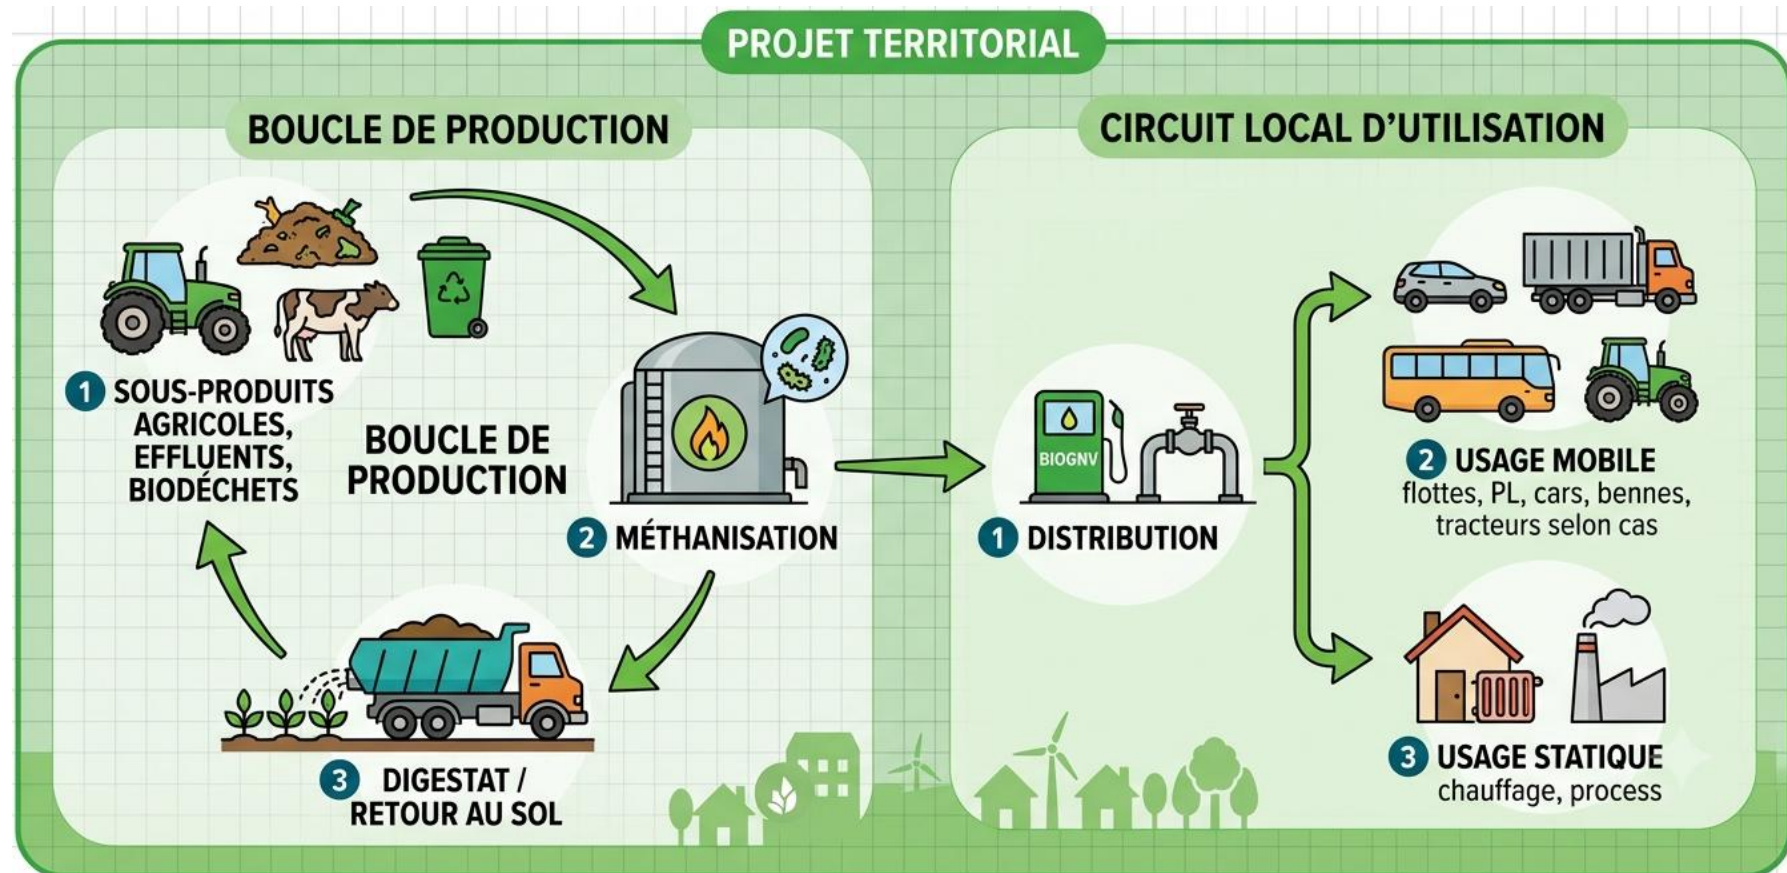 PROJET TERRITORIAL
BOUCLE DE PRODUCTION
1 SOUS-PRODUITS
AGRICOLES,
EFFLUENTS,
BIODÉCHETS
BOUCLE DE
PRODUCTION
2 MÉTHANISATION
3 DIGESTAT /
RETOUR AU SOL
CIRCUIT LOCAL D'UTILISATION
BIOGNV
1 DISTRIBUTION
2 USAGE MOBILE
flottes, PL, cars, bennes,
tracteurs selon cas
3 USAGE STATIQUE
chauffage, process